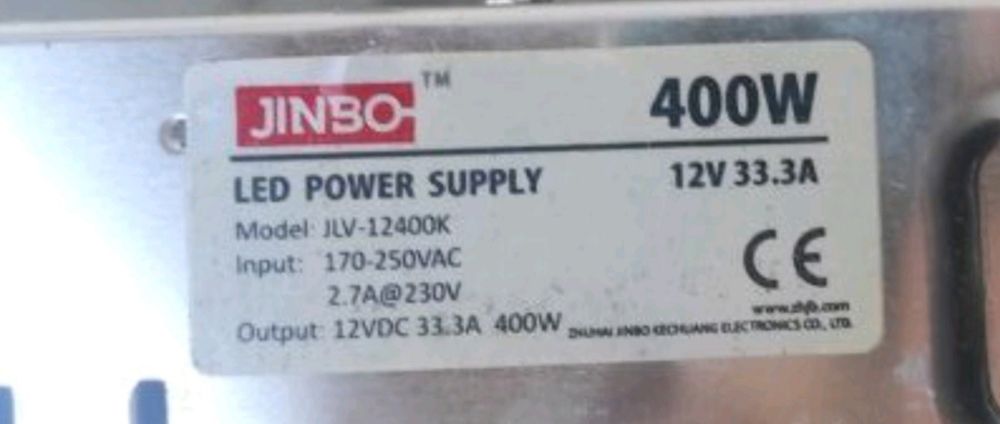 JINBO TM
400W
LED POWER SUPPLY
12V 33.3A
Model: JLV-12400K
Input: 170-250VAC
2.7A@230V
Output: 12VDC 33.3A 400W
CE
www.zhjb.com
ZHUHAI JINBO KECHUANG ELECTRONICS CO., LTD.